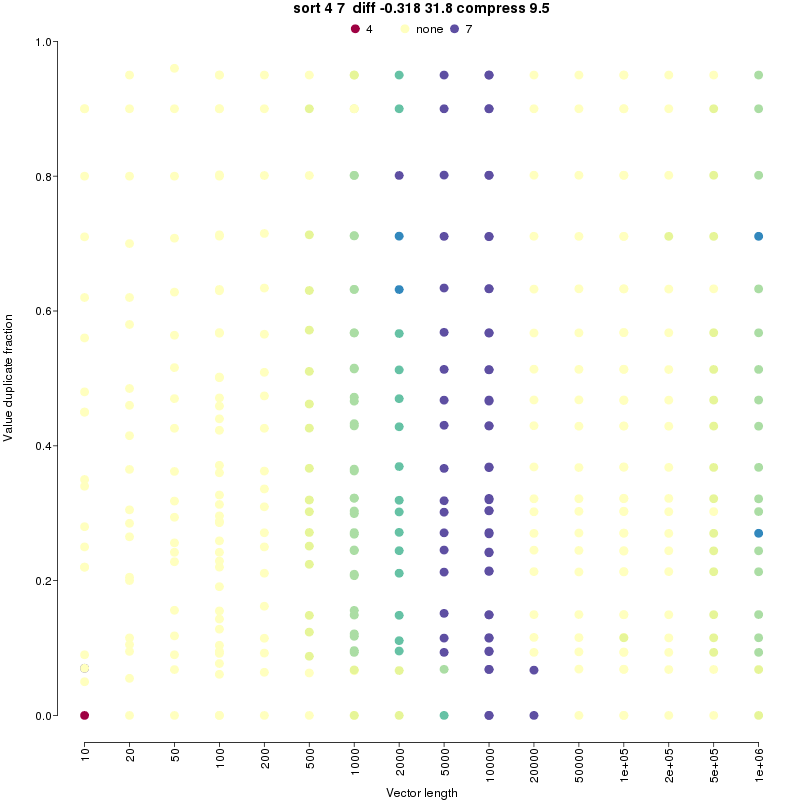 sort 4 7 diff -0.318 31.8 compress 9.5
4 none 7
1.0
0.8
0.6
0.4
0.2
0.0
Value duplicate fraction
10 20 50 100 200 500 1000 2000 5000 10000 20000 50000 1e+05 2e+05 5e+05 1e+06
Vector length